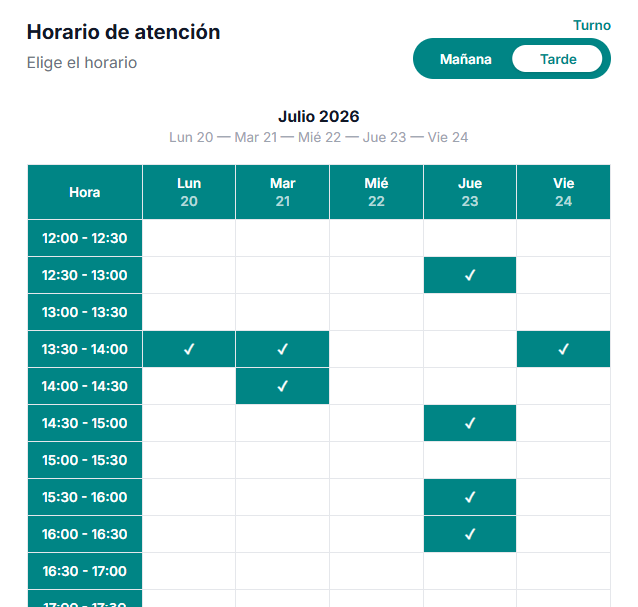 Horario de atención
Turno
Elige el horario
Mañana Tarde
Julio 2026
Lun 20 — Mar 21 — Mié 22 — Jue 23 — Vie 24
Hora Lun 20 Mar 21 Mié 22 Jue 23 Vie 24
12:00 - 12:30
12:30 - 13:00 ✓
13:00 - 13:30
13:30 - 14:00 ✓ ✓ ✓
14:00 - 14:30 ✓
14:30 - 15:00 ✓
15:00 - 15:30
15:30 - 16:00 ✓
16:00 - 16:30 ✓
16:30 - 17:00
17:00 - 17:30